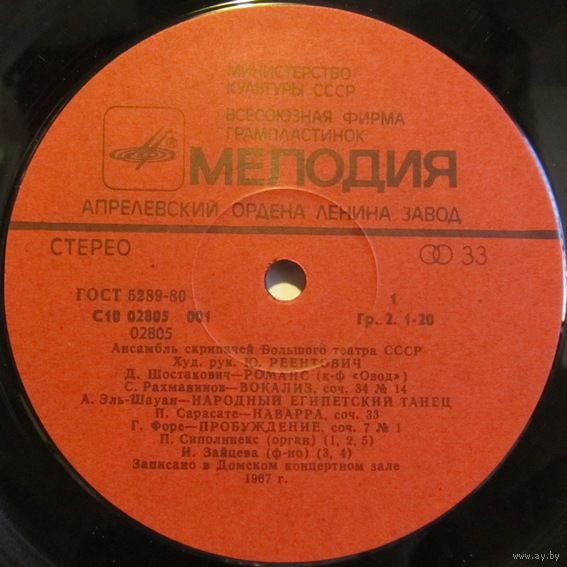 МИНИСТЕРСТВО
КУЛЬТУРЫ СССР
ВСЕСОЮЗНАЯ ФИРМА
ГРАМПЛАСТИНОК
МЕЛОДИЯ
АПРЕЛЕВСКИЙ ОРДЕНА ЛЕНИНА ЗАВОД
СТЕРЕО 33
ГОСТ 5289-80 1
С10 02805 001 Гр. 2. 1-20
02805
Ансамбль скрипачей Большого театра СССР
Худ. рук. Ю. РЕЕНТОВИЧ
Д. Шостакович—РОМАНС (к-ф «Овод»)
С. Рахманинов—ВОКАЛИЗ, соч. 34 № 14
А. Эль-Шауан—НАРОДНЫЙ ЕГИПЕТСКИЙ ТАНЕЦ
П. Сарасате—НАВАРРА, соч. 33
Г. Форе—ПРОБУЖДЕНИЕ, соч. 7 № 1
П. Сиполниекс (орган) (1, 2, 5)
И. Зайцева (ф-но) (3, 4)
Записано в Домском концертном зале
1967 г.
www.ay.by